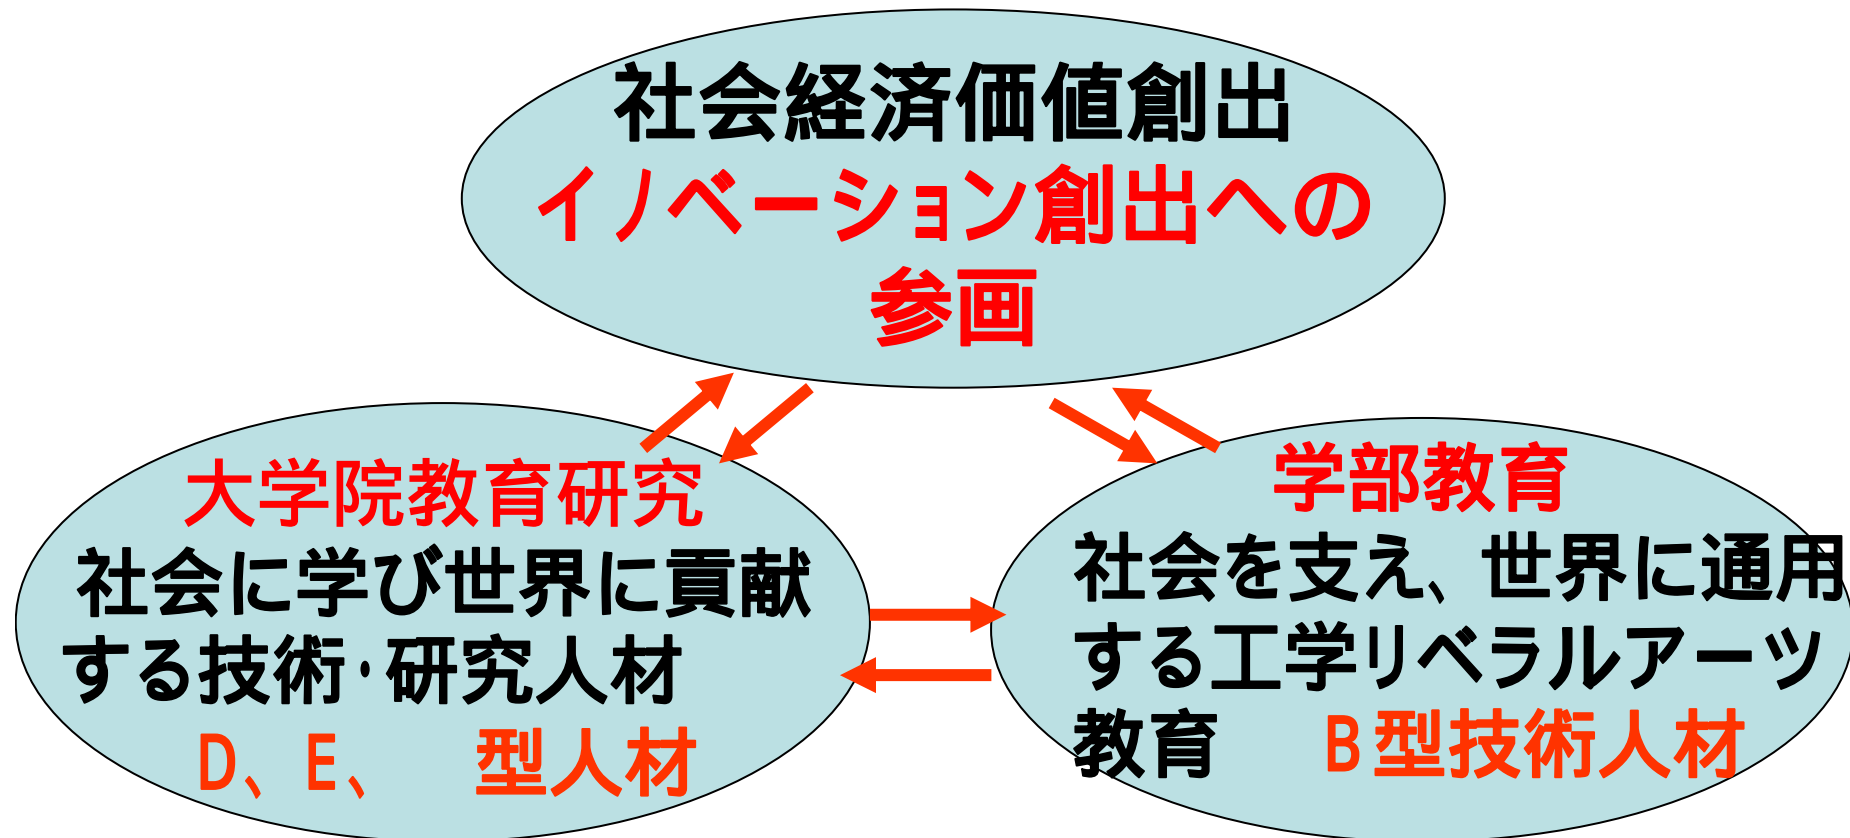 社会経済価値創出
イノベーション創出への
参画
大学院教育研究
社会に学び世界に貢献
する技術・研究人材
D、E、　型人材
学部教育
社会を支え、世界に通用
する工学リベラルアーツ
教育　B型技術人材